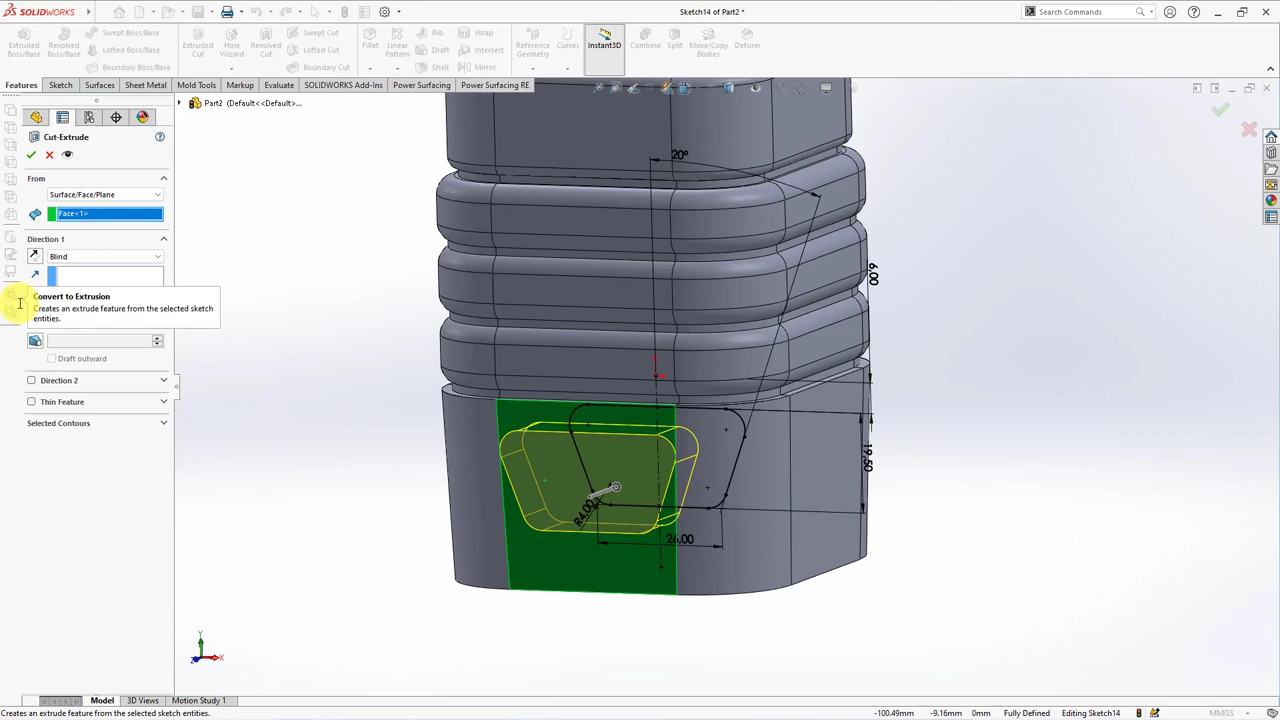 SOLIDWORKS
Sketch14 of Part2 *
Search Commands
Extruded Boss/Base
Revolved Boss/Base
Swept Boss/Base
Lofted Boss/Base
Boundary Boss/Base
Extruded Cut
Hole Wizard
Revolved Cut
Swept Cut
Lofted Cut
Boundary Cut
Fillet
Linear Pattern
Rib
Draft
Shell
Wrap
Intersect
Mirror
Reference Geometry
Curves
Instant3D
Combine
Split
Move/Copy Bodies
Deform
Features
Sketch
Surfaces
Sheet Metal
Mold Tools
Markup
Evaluate
SOLIDWORKS Add-Ins
Power Surfacing
Power Surfacing RE
Part2 (Default<<Default>...
Cut-Extrude
From
Surface/Face/Plane
Face<1>
Direction 1
Blind
Convert to Extrusion
Creates an extrude feature from the selected sketch
entities.
Draft outward
Direction 2
Thin Feature
Selected Contours
20°
6,00
19,50
R4,00
26,00
Y
X
Z
Model
3D Views
Motion Study 1
Creates an extrude feature from the selected sketch entities.
-100.49mm
-9.16mm
0mm
Fully Defined
Editing Sketch14
MMGS